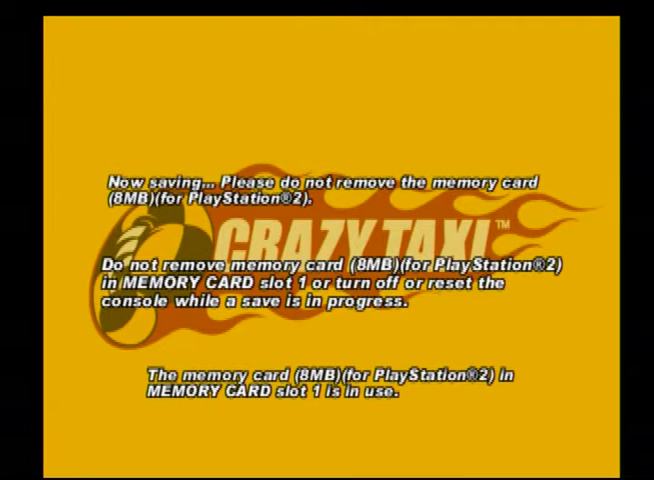 Now saving... Please do not remove the memory card
(8MB)(for PlayStation®2).
CRAZY TAXI™
Do not remove memory card (8MB)(for PlayStation®2)
in MEMORY CARD slot 1 or turn off or reset the
console while a save is in progress.
The memory card (8MB)(for PlayStation®2) in
MEMORY CARD slot 1 is in use.